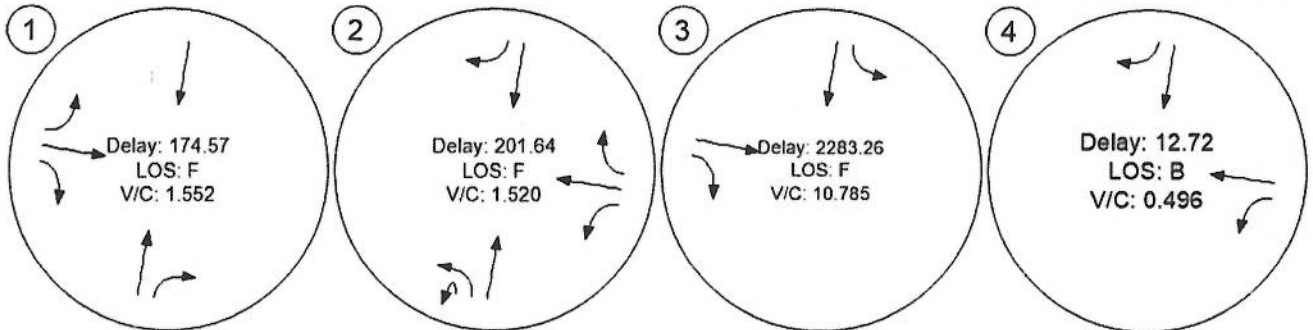 1
Delay: 174.57
LOS: F
V/C: 1.552
2
Delay: 201.64
LOS: F
V/C: 1.520
3
Delay: 2283.26
LOS: F
V/C: 10.785
4
Delay: 12.72
LOS: B
V/C: 0.496